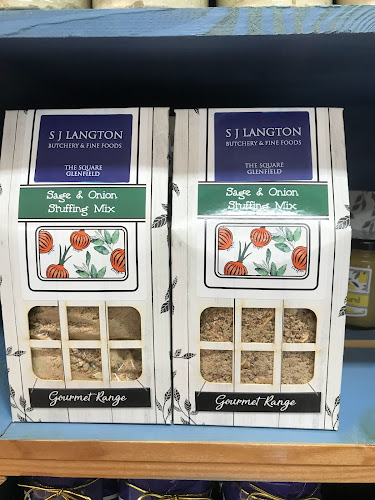 S J LANGTON
BUTCHERY & FINE FOODS
THE SQUARE
GLENFIELD
Sage & Onion
Stuffing Mix
Gourmet Range
S J LANGTON
BUTCHERY & FINE FOODS
THE SQUARE
GLENFIELD
Sage & Onion
Stuffing Mix
Gourmet Range